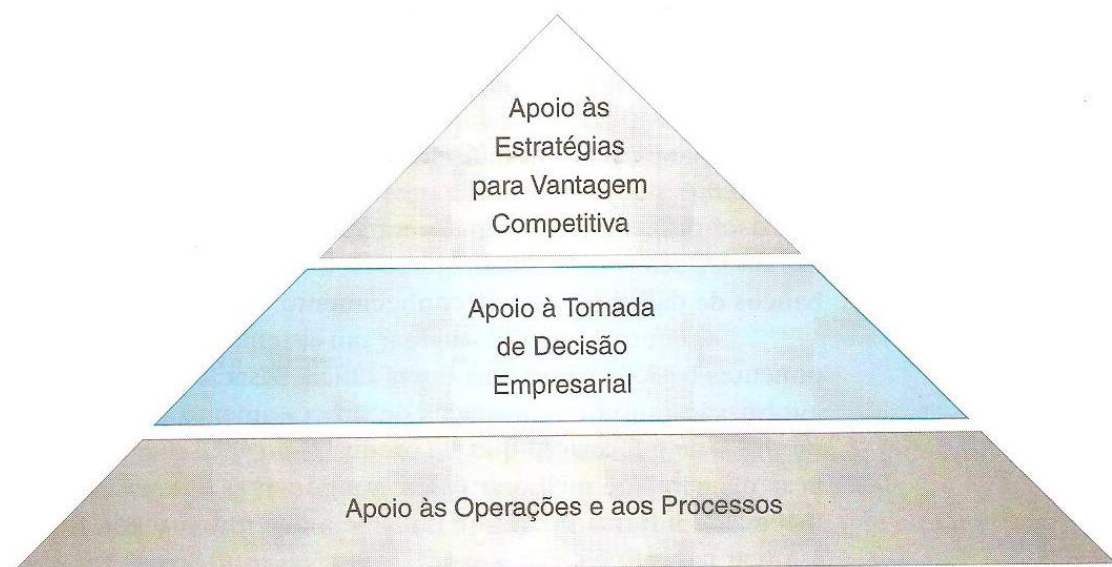 Apoio às
Estratégias
para Vantagem
Competitiva
Apoio à Tomada
de Decisão
Empresarial
Apoio às Operações e aos Processos